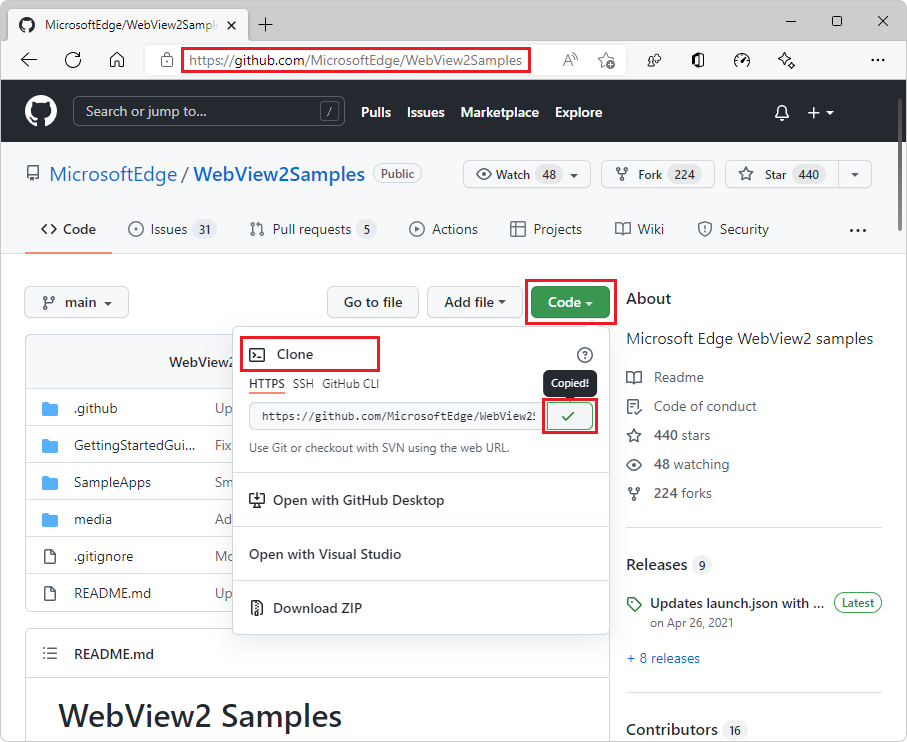 MicrosoftEdge/WebView2Sampl
https://github.com/MicrosoftEdge/WebView2Samples
Search or jump to... /
Pulls Issues Marketplace Explore
MicrosoftEdge / WebView2Samples Public
Watch 48 Fork 224 Star 440
Code Issues 31 Pull requests 5 Actions Projects Wiki Security ...
main Go to file Add file Code
About
Microsoft Edge WebView2 samples
WebView2
Clone
HTTPS SSH GitHub CLI
Copied!
https://github.com/MicrosoftEdge/WebView2S
Use Git or checkout with SVN using the web URL.
Open with GitHub Desktop
Open with Visual Studio
Download ZIP
.github Up
GettingStartedGui... Fix
SampleApps Sm
media Ad
.gitignore Mo
README.md Up
Readme
Code of conduct
440 stars
48 watching
224 forks
Releases 9
Updates launch.json with ... Latest
on Apr 26, 2021
+ 8 releases
Contributors 16
README.md
WebView2 Samples